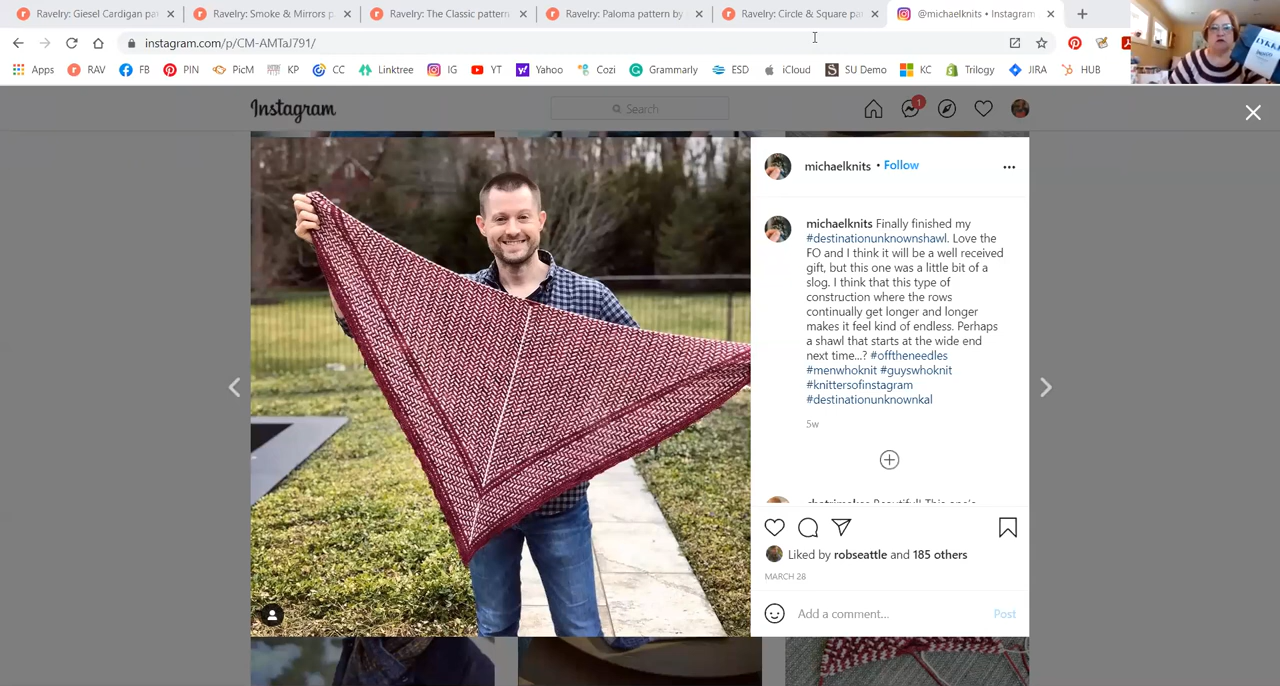 Ravelry: Giesel Cardigan pa
Ravelry: Smoke & Mirrors p
Ravelry: The Classic pattern
Ravelry: Paloma pattern by
Ravelry: Circle & Square pa
@michaelknits • Instagram
instagram.com/p/CM-AMTaJ791/
Apps RAV FB PIN PicM KP CC Linktree IG YT Yahoo Cozi Grammarly ESD iCloud SU Demo KC Trilogy JIRA HUB
Instagram
Search
1
michaelknits • Follow
michaelknits Finally finished my
#destinationunknownshawl. Love the
FO and I think it will be a well received
gift, but this one was a little bit of a
slog. I think that this type of
construction where the rows
continually get longer and longer
makes it feel kind of endless. Perhaps
a shawl that starts at the wide end
next time...? #offtheneedles
#menwhoknit #guyswhoknit
#knittersofinstagram
#destinationunknownkal
5w
Liked by robseattle and 185 others
MARCH 28
Add a comment...
Post